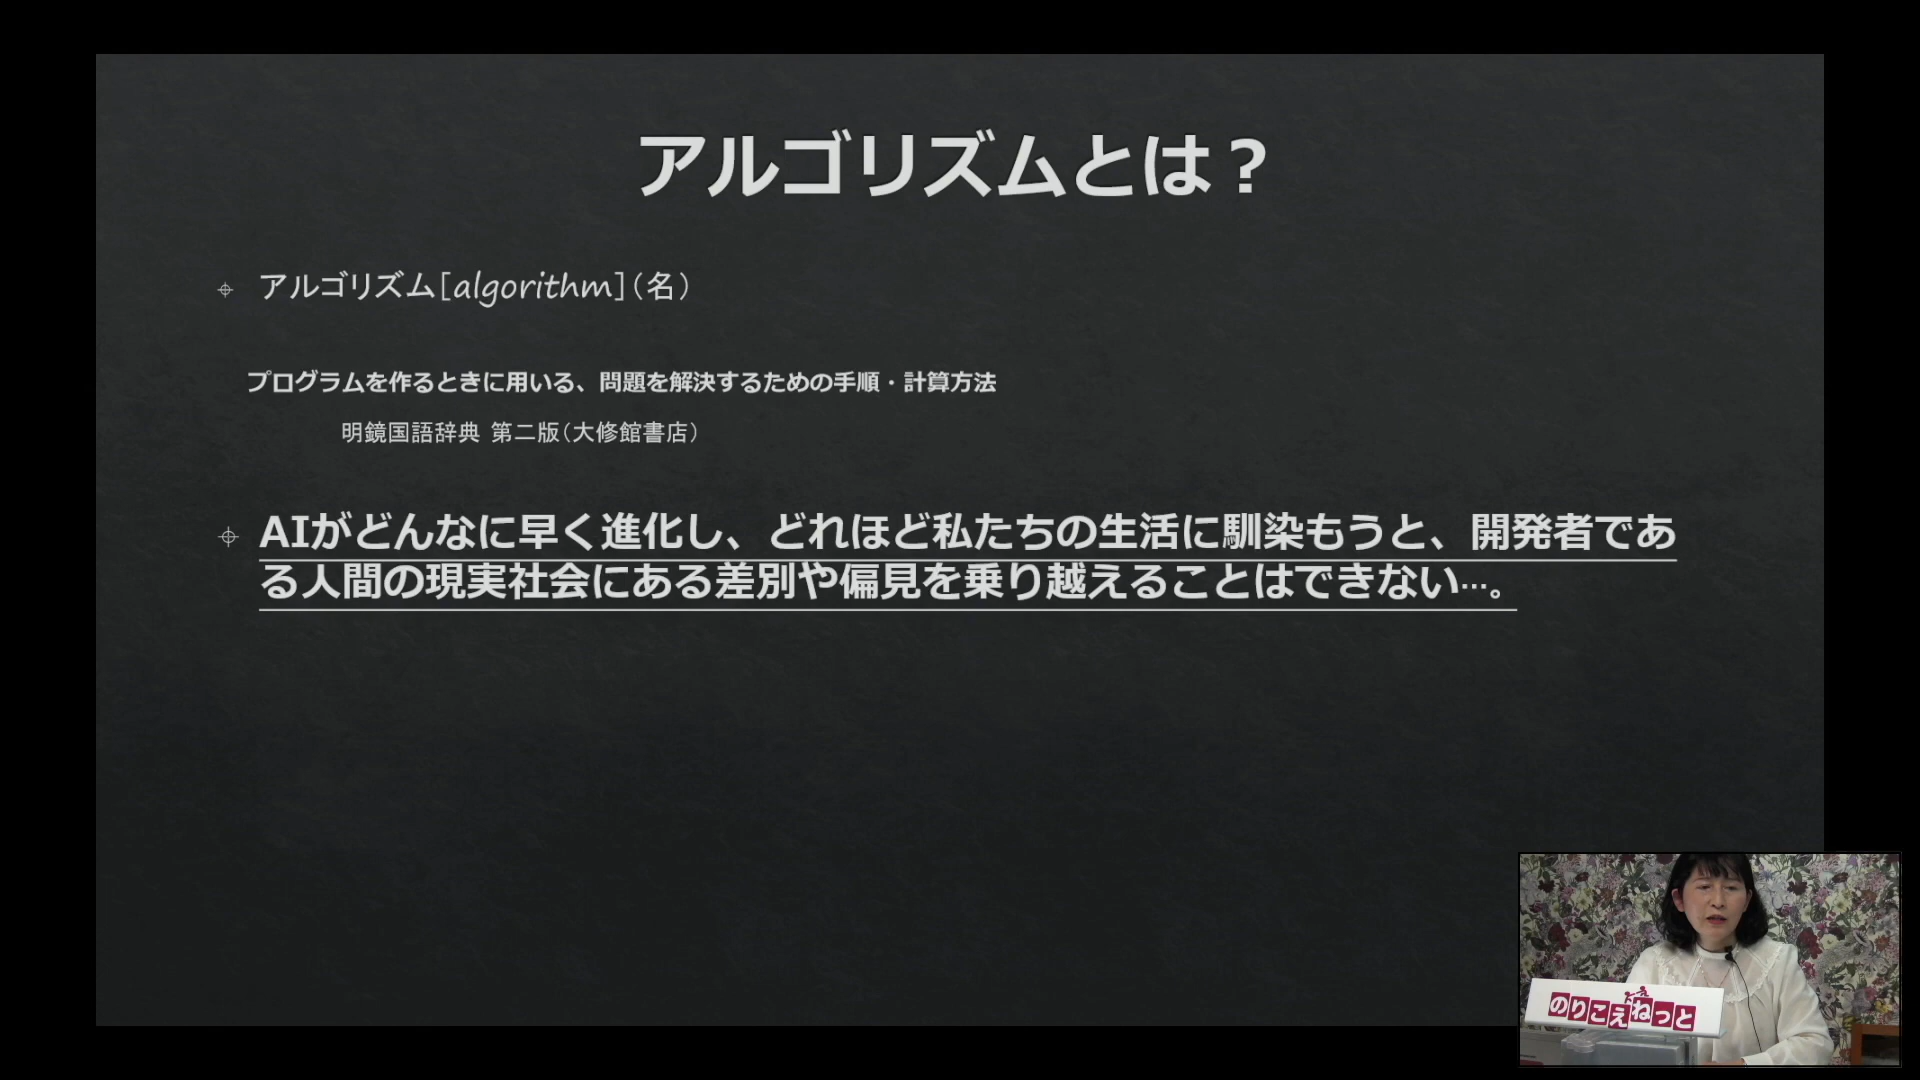 アルゴリズムとは？
アルゴリズム[algorithm](名)
プログラムを作るときに用いる、問題を解決するための手順・計算方法
明鏡国語辞典 第二版(大修館書店)
AIがどんなに早く進化し、どれほど私たちの生活に馴染もうと、開発者であ
る人間の現実社会にある差別や偏見を乗り越えることはできない…。
のりこえねっと